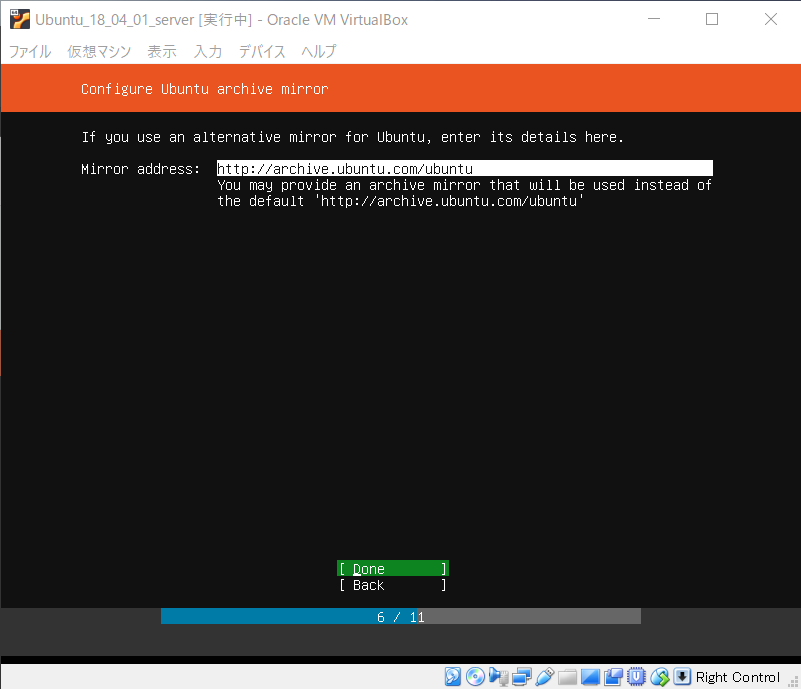 Ubuntu_18_04_01_server [実行中] - Oracle VM VirtualBox
ファイル 仮想マシン 表示 入力 デバイス ヘルプ
Configure Ubuntu archive mirror
If you use an alternative mirror for Ubuntu, enter its details here.
Mirror address: http://archive.ubuntu.com/ubuntu
You may provide an archive mirror that will be used instead of
the default 'http://archive.ubuntu.com/ubuntu'
[ Done ]
[ Back ]
6 / 11
Right Control